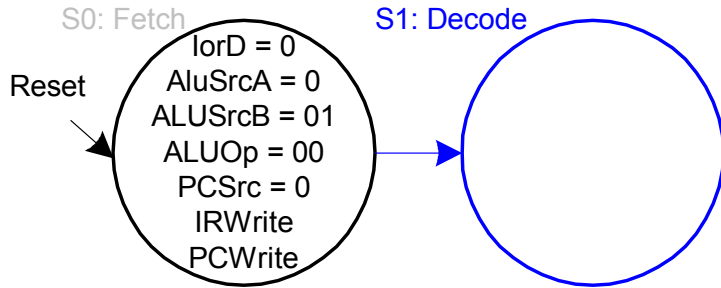 S0: Fetch
S1: Decode
Reset
IorD = 0
AluSrcA = 0
ALUSrcB = 01
ALUOp = 00
PCSrc = 0
IRWrite
PCWrite